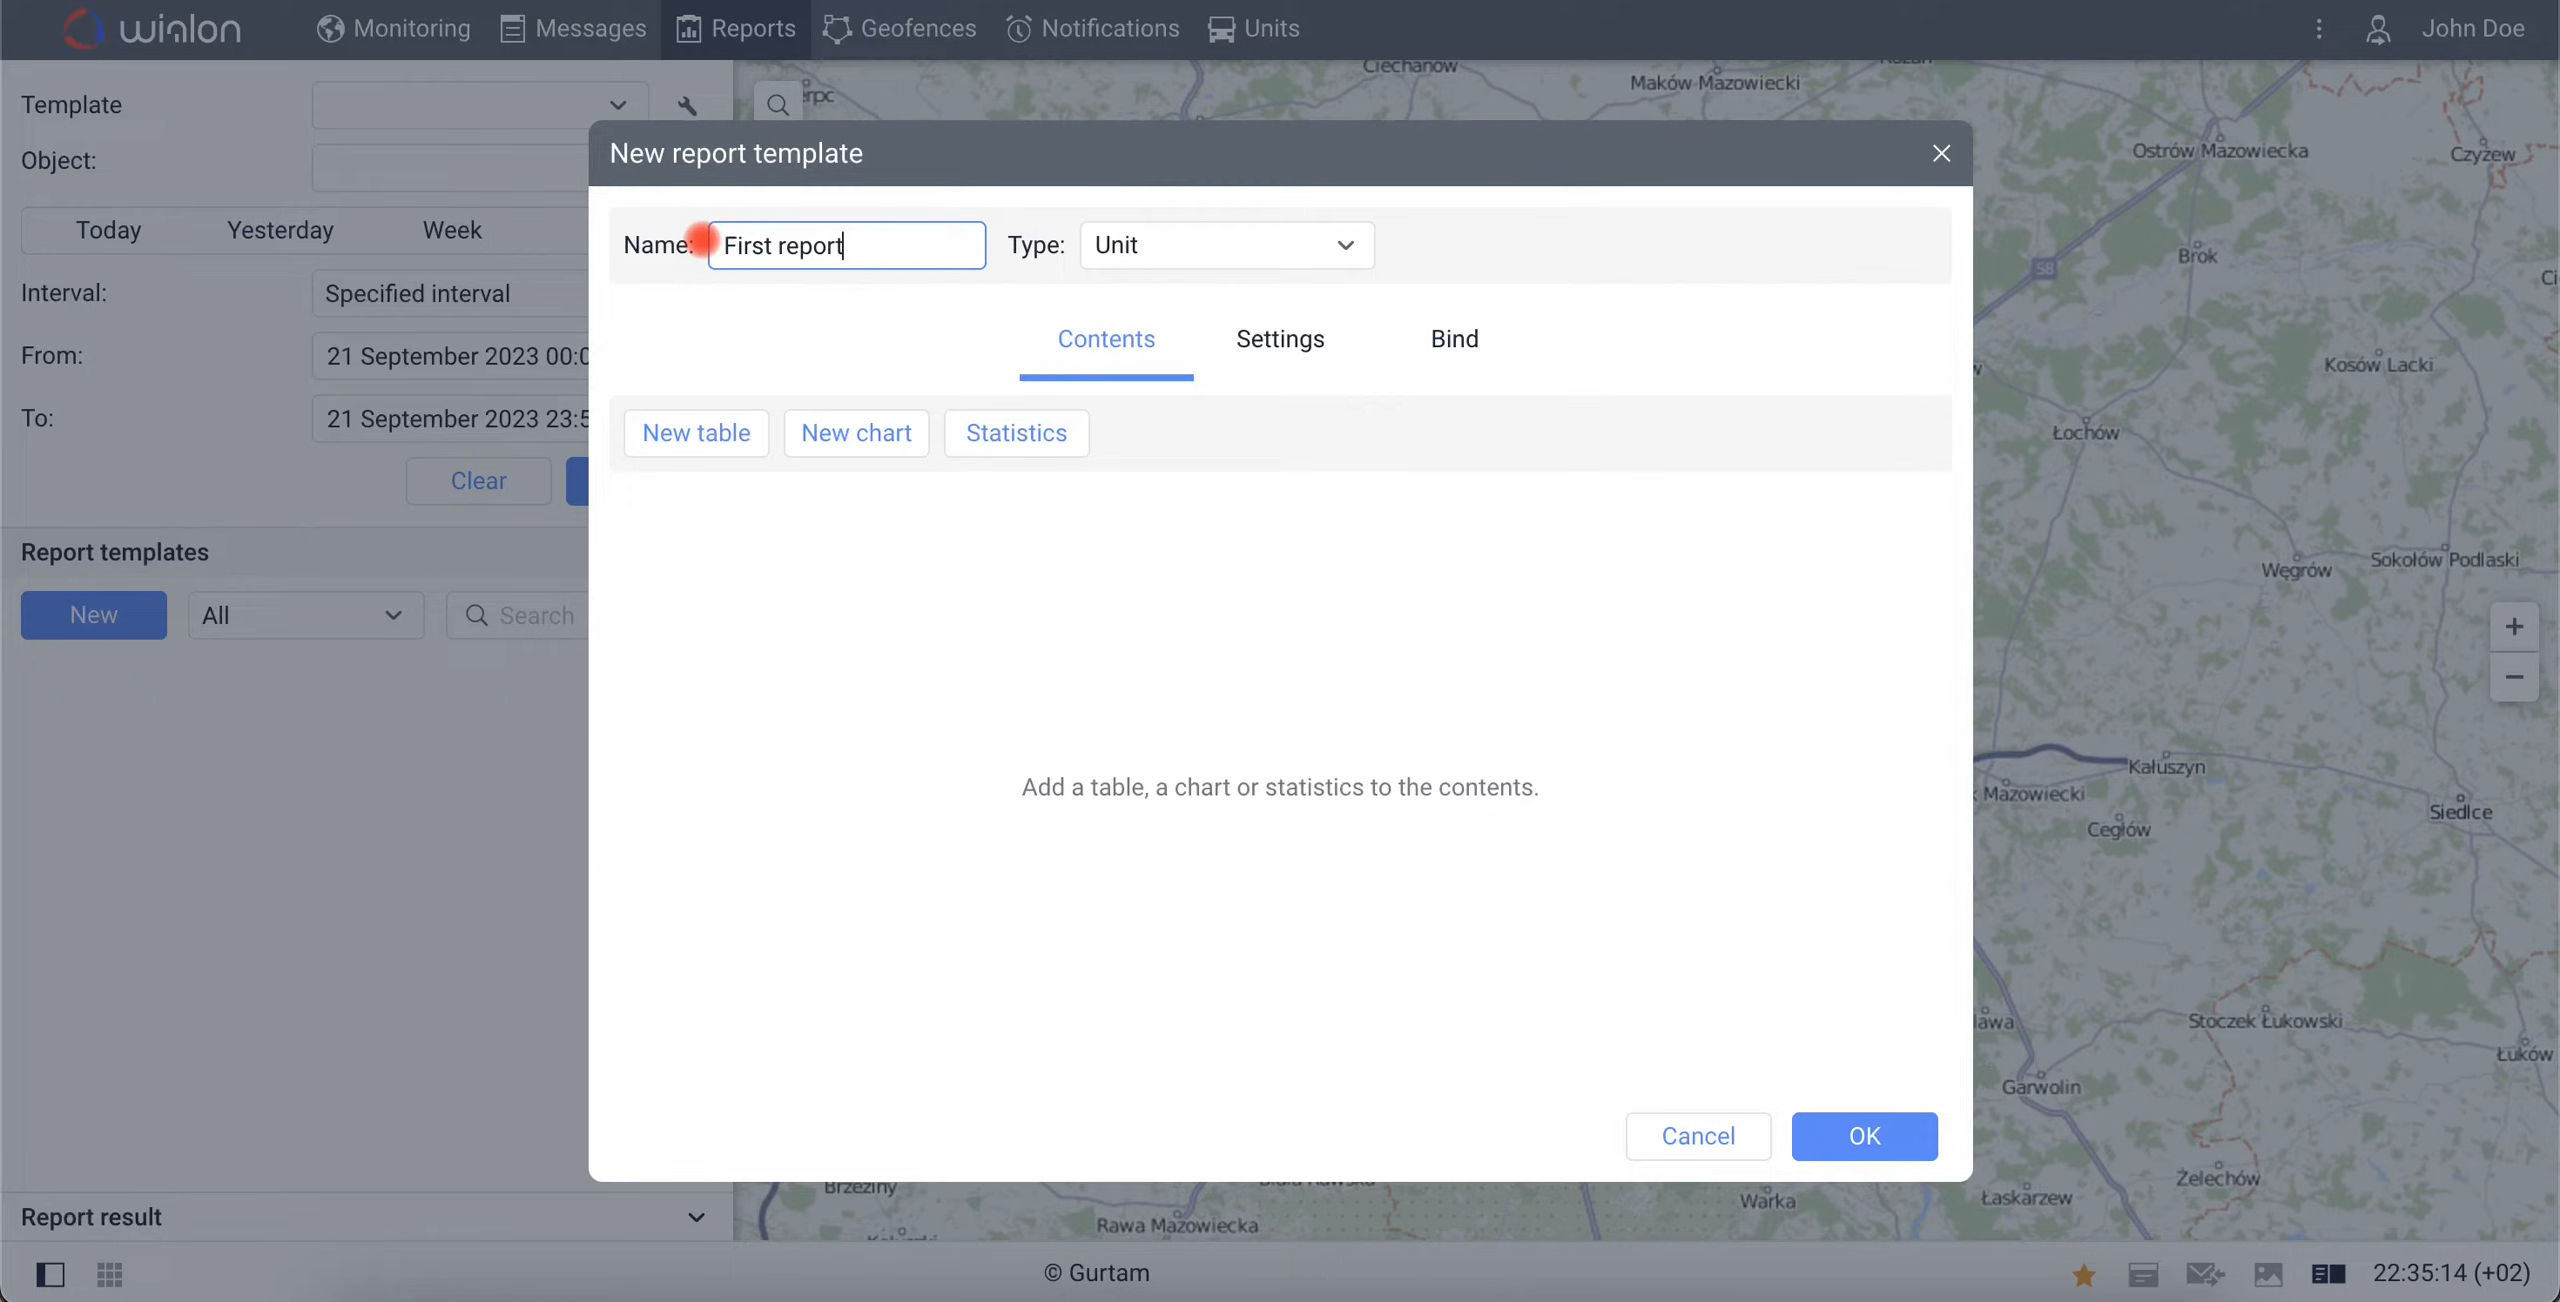 wialon
Monitoring
Messages
Reports
Geofences
Notifications
Units
John Doe
Template
Object:
Today
Yesterday
Week
Interval:
Specified interval
From:
21 September 2023 00:0
To:
21 September 2023 23:5
Clear
Report templates
New
All
Search
Report result
New report template
Name:
First report
Type:
Unit
Contents
Settings
Bind
New table
New chart
Statistics
Add a table, a chart or statistics to the contents.
Cancel
OK
Ciechanów
Maków Mazowiecki
Ostrów Mazowiecka
Czyżew
S8
Brok
Kosów Lacki
Łochów
Węgrów
Sokołów Podlaski
+
−
Kałuszyn
Mazowiecki
Siedlce
Cegłów
Stoczek Łukowski
Łuków
Garwolin
Żelechów
Łaskarzew
Warka
Brzeziny
Rawa Mazowiecka
© Gurtam
22:35:14 (+02)